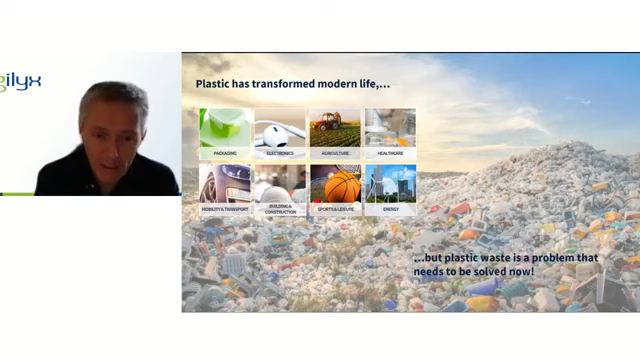 gilyx
Plastic has transformed modern life,...
PACKAGING
ELECTRONICS
AGRICULTURE
HEALTHCARE
MOBILITY & TRANSPORT
BUILDING &
CONSTRUCTION
SPORTS & LEISURE
ENERGY
...but plastic waste is a problem that
needs to be solved now!